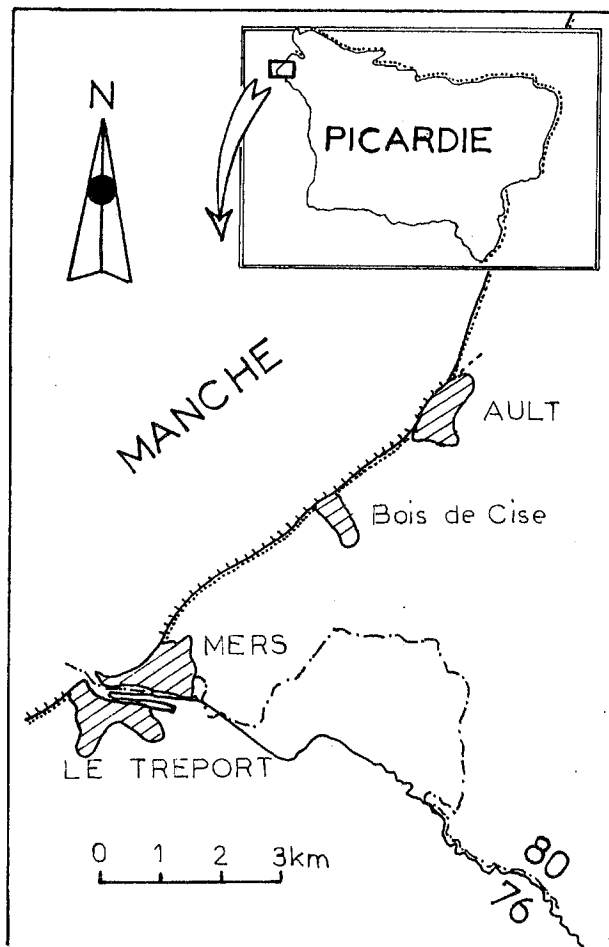 N
PICARDIE
MANCHE
AULT
Bois de Cise
MERS
LE TREPORT
0 1 2 3km
80
76